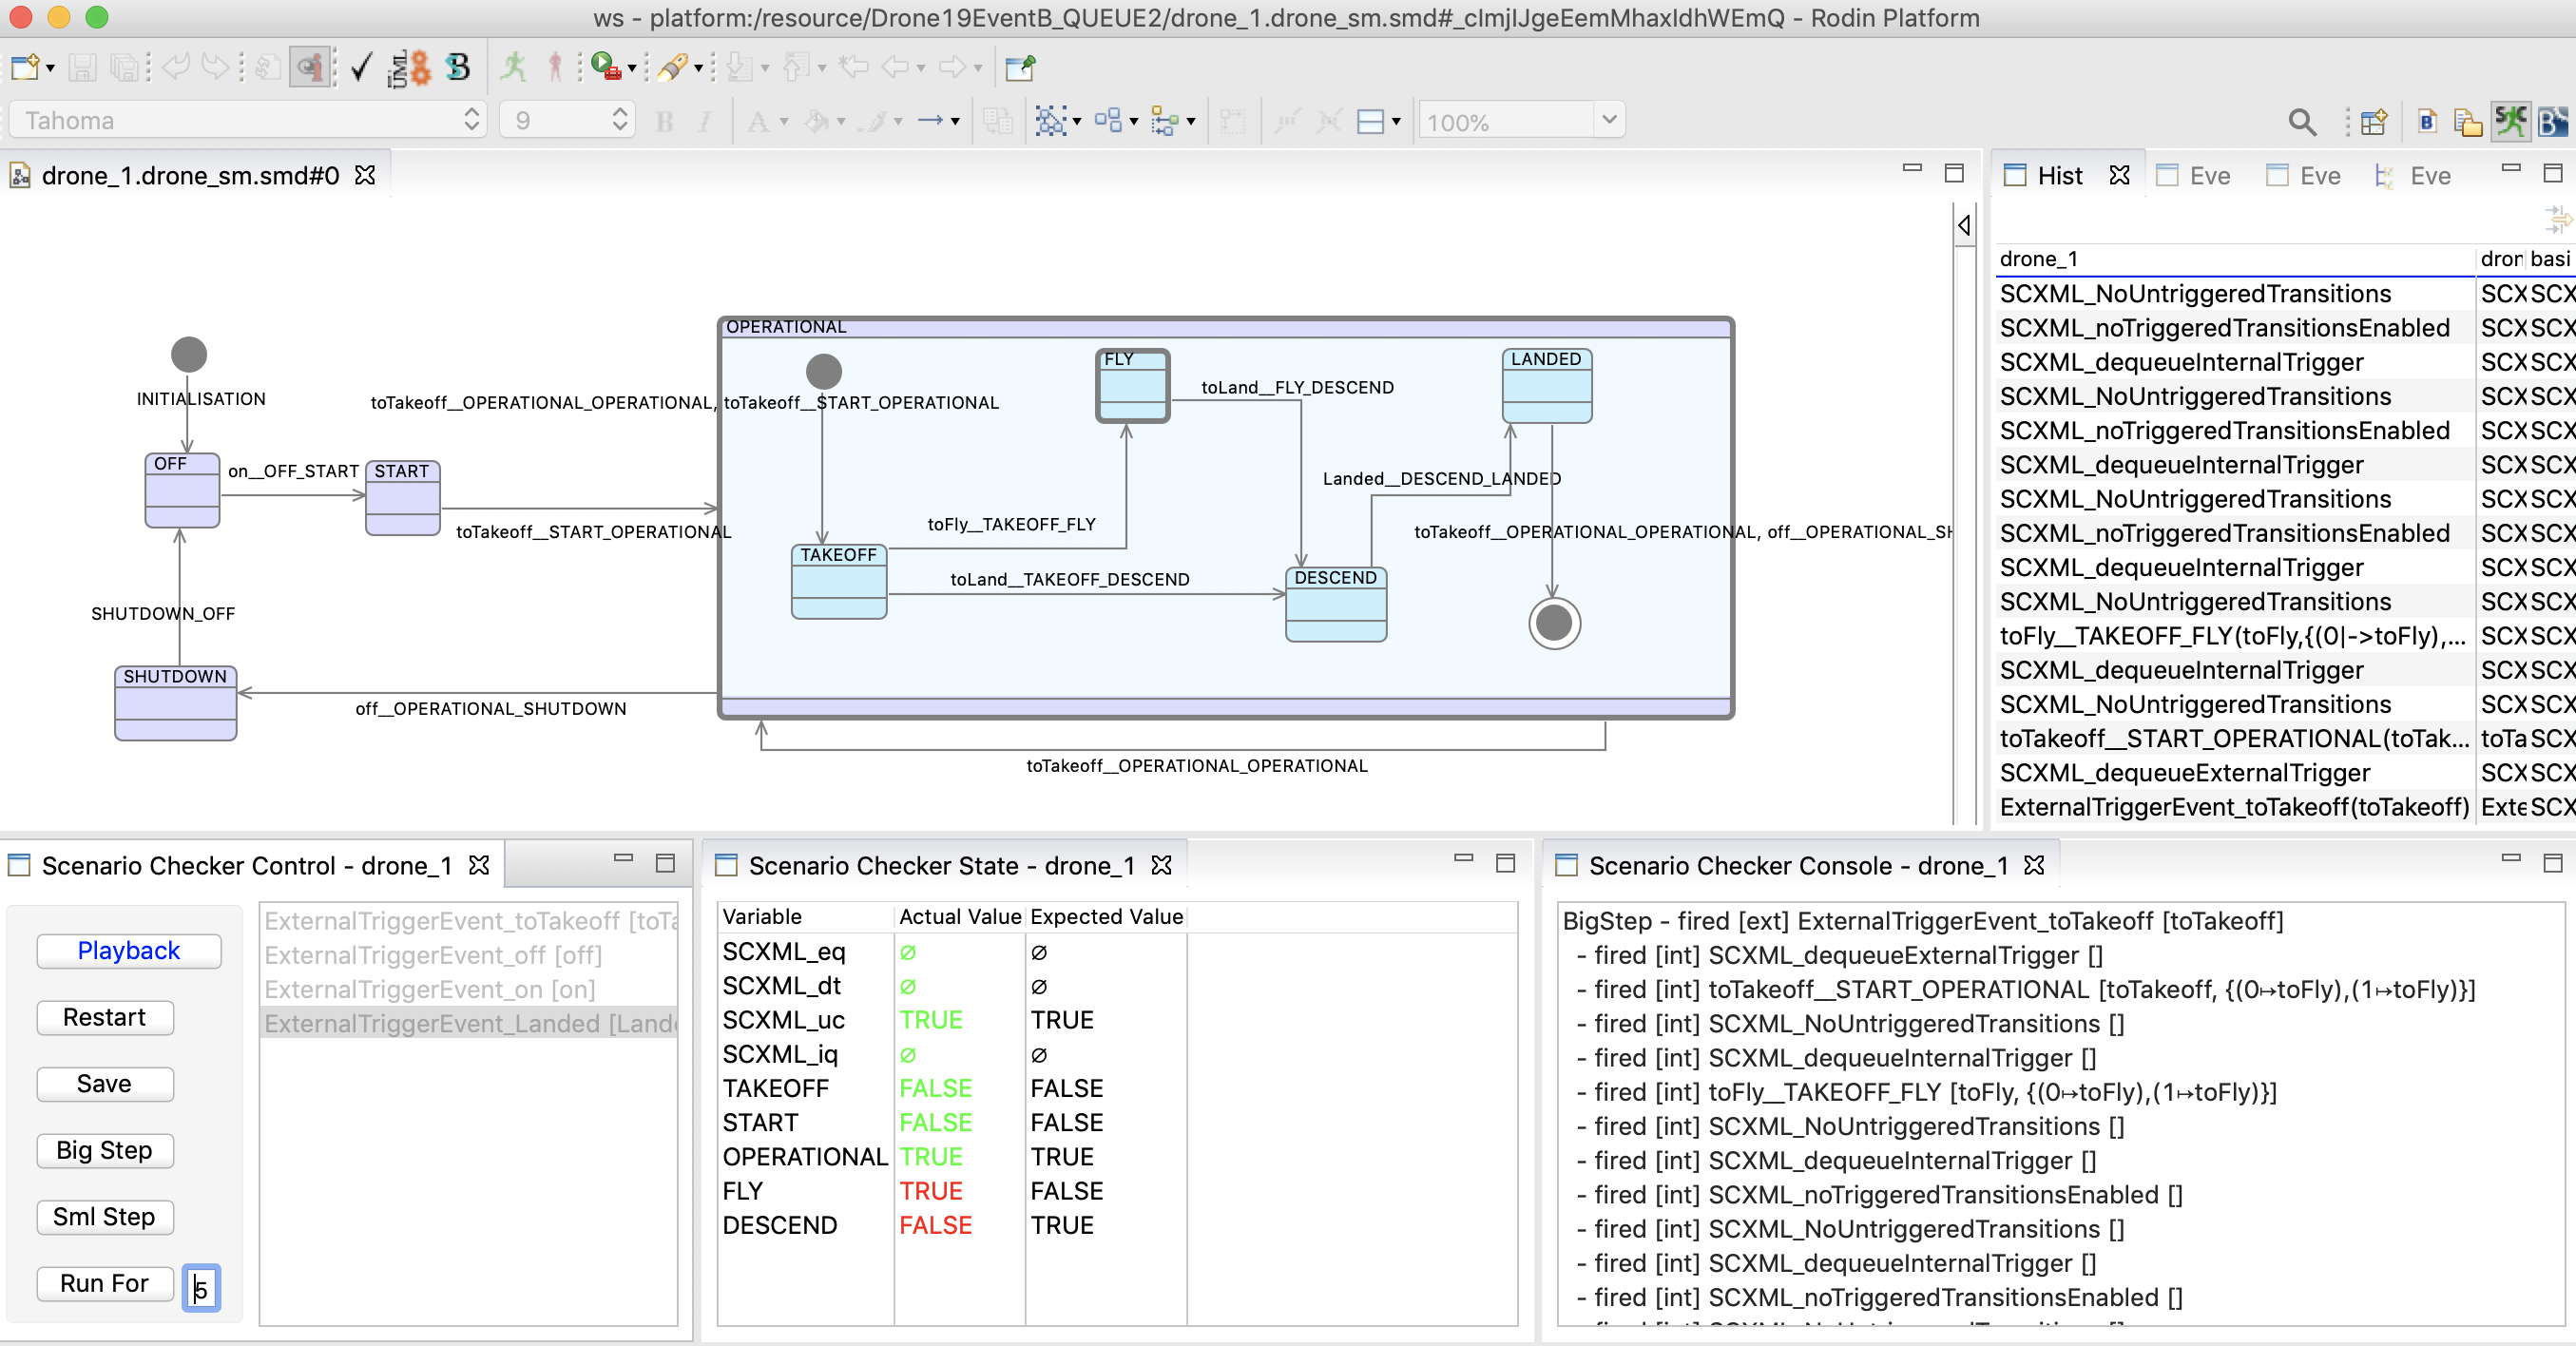 ws - platform:/resource/Drone19EventB_QUEUE2/drone_1.drone_sm.smd#_cImjIJgeEemMhaxIdhWEmQ - Rodin Platform
UML
Tahoma
9
100%
drone_1.drone_sm.smd#0
INITIALISATION
OFF
on__OFF_START
START
toTakeoff__OPERATIONAL_OPERATIONAL, toTakeoff__START_OPERATIONAL
toTakeoff__START_OPERATIONAL
SHUTDOWN_OFF
SHUTDOWN
off__OPERATIONAL_SHUTDOWN
OPERATIONAL
FLY
toLand__FLY_DESCEND
LANDED
Landed__DESCEND_LANDED
toFly__TAKEOFF_FLY
toTakeoff__OPERATIONAL_OPERATIONAL, off__OPERATIONAL_SH
TAKEOFF
toLand__TAKEOFF_DESCEND
DESCEND
toTakeoff__OPERATIONAL_OPERATIONAL
Hist
Eve
Eve
Eve
drone_1 dron basi
SCXML_NoUntriggeredTransitions SCX SCX
SCXML_noTriggeredTransitionsEnabled SCX SCX
SCXML_dequeueInternalTrigger SCX SCX
SCXML_NoUntriggeredTransitions SCX SCX
SCXML_noTriggeredTransitionsEnabled SCX SCX
SCXML_dequeueInternalTrigger SCX SCX
SCXML_NoUntriggeredTransitions SCX SCX
SCXML_noTriggeredTransitionsEnabled SCX SCX
SCXML_dequeueInternalTrigger SCX SCX
SCXML_NoUntriggeredTransitions SCX SCX
toFly__TAKEOFF_FLY(toFly,{(0|->toFly),... SCX SCX
SCXML_dequeueInternalTrigger SCX SCX
SCXML_NoUntriggeredTransitions SCX SCX
toTakeoff__START_OPERATIONAL(toTak... toTa SCX
SCXML_dequeueExternalTrigger SCX SCX
ExternalTriggerEvent_toTakeoff(toTakeoff) Exte SCX
Scenario Checker Control - drone_1
Playback
Restart
Save
Big Step
Sml Step
Run For 5
ExternalTriggerEvent_toTakeoff [toTa
ExternalTriggerEvent_off [off]
ExternalTriggerEvent_on [on]
ExternalTriggerEvent_Landed [Land
Scenario Checker State - drone_1
Variable Actual Value Expected Value
SCXML_eq ∅ ∅
SCXML_dt ∅ ∅
SCXML_uc TRUE TRUE
SCXML_iq ∅ ∅
TAKEOFF FALSE FALSE
START FALSE FALSE
OPERATIONAL TRUE TRUE
FLY TRUE FALSE
DESCEND FALSE TRUE
Scenario Checker Console - drone_1
BigStep - fired [ext] ExternalTriggerEvent_toTakeoff [toTakeoff]
- fired [int] SCXML_dequeueExternalTrigger []
- fired [int] toTakeoff__START_OPERATIONAL [toTakeoff, {(0↦toFly),(1↦toFly)}]
- fired [int] SCXML_NoUntriggeredTransitions []
- fired [int] SCXML_dequeueInternalTrigger []
- fired [int] toFly__TAKEOFF_FLY [toFly, {(0↦toFly),(1↦toFly)}]
- fired [int] SCXML_NoUntriggeredTransitions []
- fired [int] SCXML_dequeueInternalTrigger []
- fired [int] SCXML_noTriggeredTransitionsEnabled []
- fired [int] SCXML_NoUntriggeredTransitions []
- fired [int] SCXML_dequeueInternalTrigger []
- fired [int] SCXML_noTriggeredTransitionsEnabled []